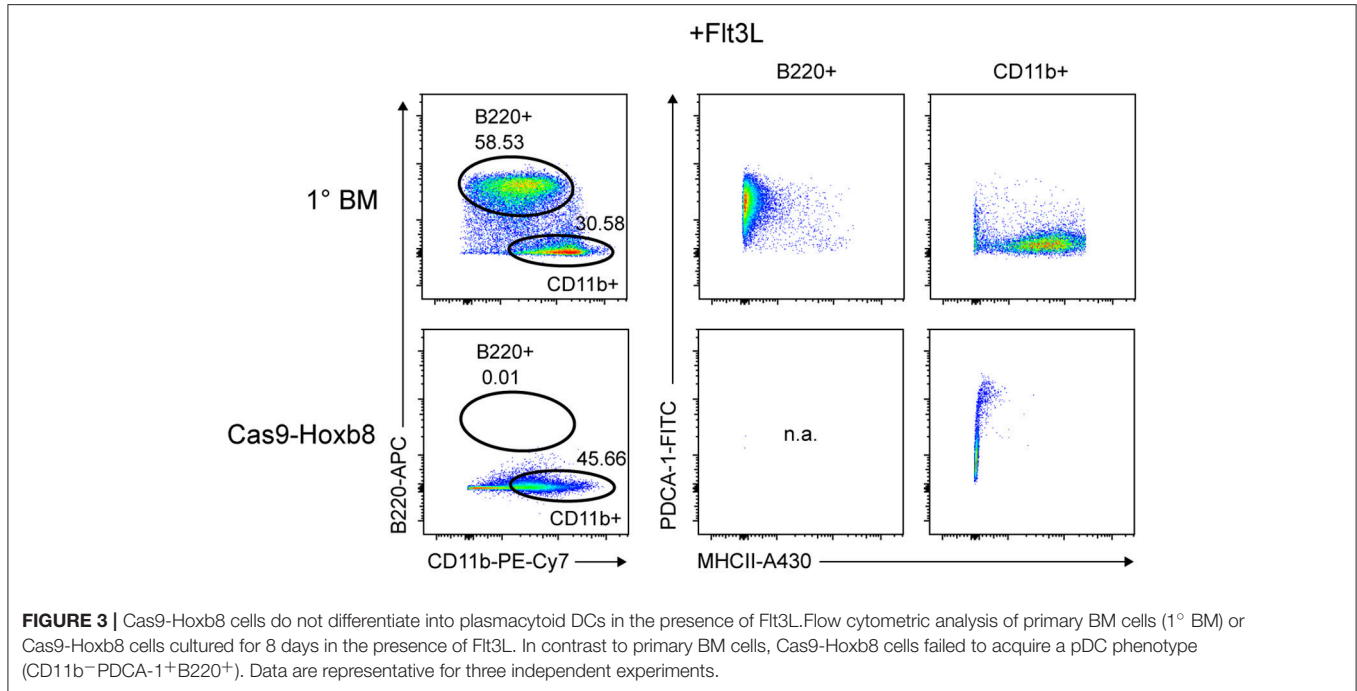 +Flt3L
B220+
CD11b+
1° BM
B220+
58.53
30.58
CD11b+
Cas9-Hoxb8
B220+
0.01
45.66
CD11b+
n.a.
B220-APC
PDCA-1-FITC
CD11b-PE-Cy7
MHCII-A430
FIGURE 3 | Cas9-Hoxb8 cells do not differentiate into plasmacytoid DCs in the presence of Flt3L.Flow cytometric analysis of primary BM cells (1° BM) or
Cas9-Hoxb8 cells cultured for 8 days in the presence of Flt3L. In contrast to primary BM cells, Cas9-Hoxb8 cells failed to acquire a pDC phenotype
(CD11b−PDCA-1+B220+). Data are representative for three independent experiments.